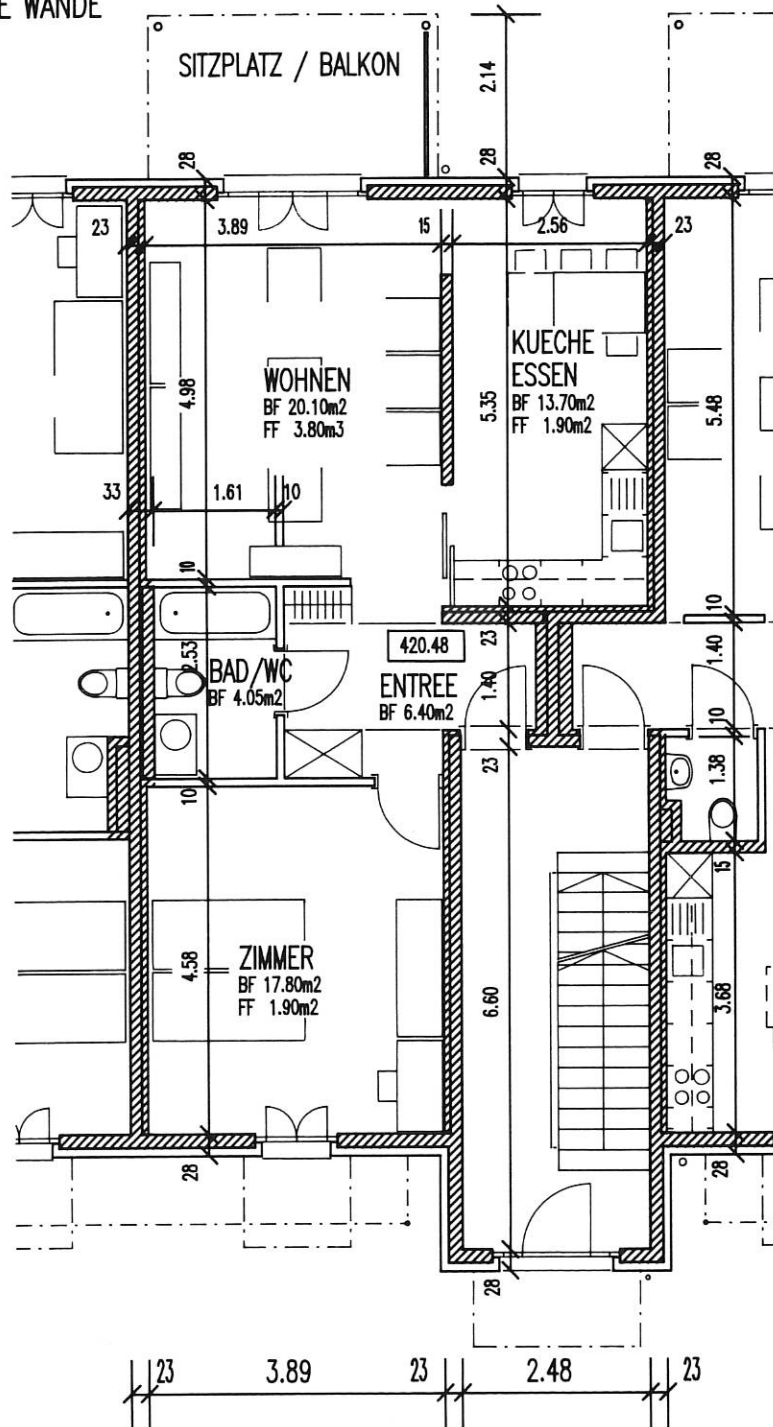 E WÄNDE
SITZPLATZ / BALKON
2.14
28
28
28
23
3.89
15
2.56
23
WOHNEN
BF 20.10m2
FF 3.80m3
KUECHE
ESSEN
BF 13.70m2
FF 1.90m2
4.98
5.35
5.48
33
1.61
10
10
10
420.48
23
1.40
1.40
2.53
BAD/WC
BF 4.05m2
ENTREE
BF 6.40m2
10
23
1.38
10
15
ZIMMER
BF 17.80m2
FF 1.90m2
4.58
6.60
3.68
28
28
28
23
3.89
23
2.48
23